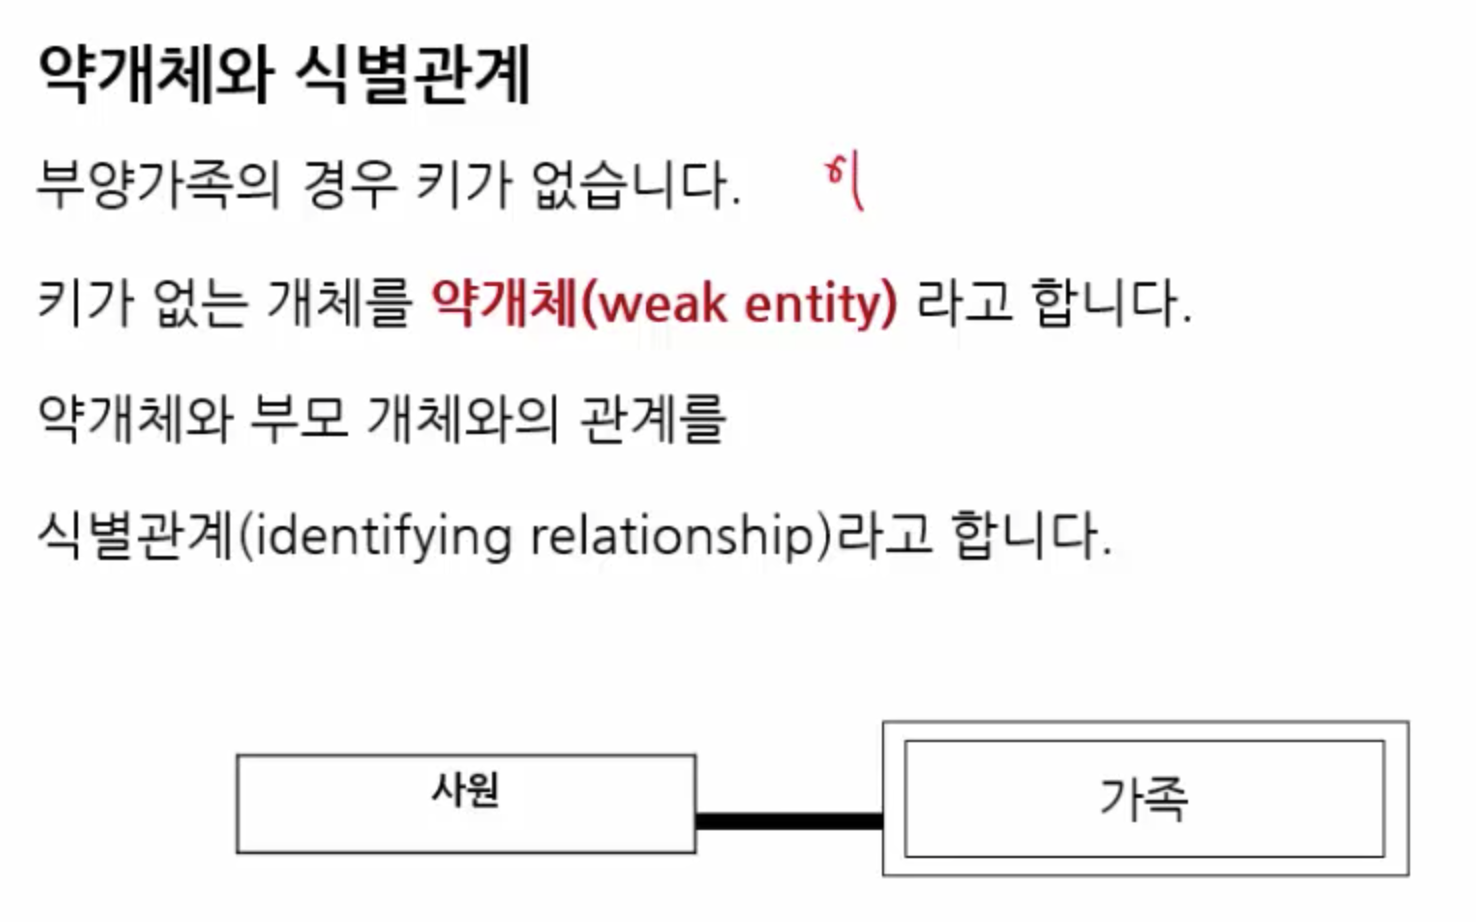 약개체와 식별관계
부양가족의 경우 키가 없습니다.
키가 없는 개체를 약개체(weak entity) 라고 합니다.
약개체와 부모 개체와의 관계를
식별관계(identifying relationship)라고 합니다.
사원
가족